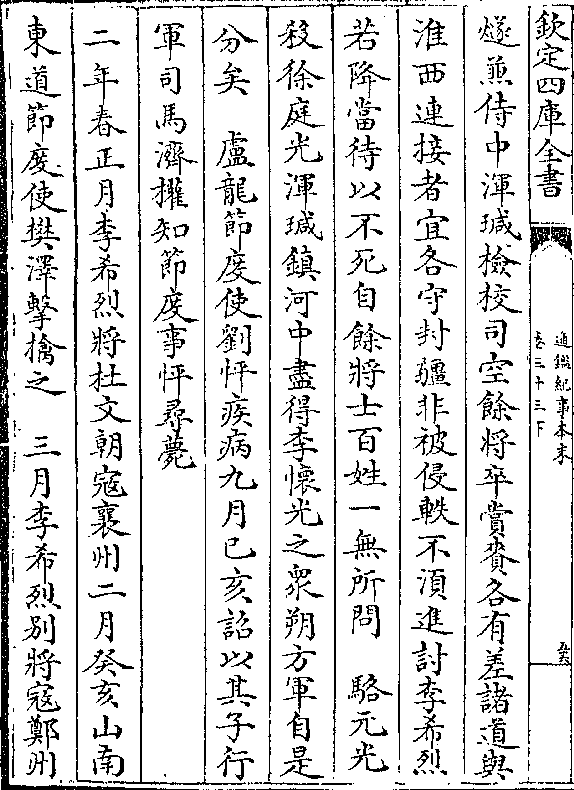 欽定四庫全書
通鑑紀事本末
卷三十三下
燧兼侍中渾瑊檢校司空餘將卒賞賚各有差諸道與
淮西連接者宜各守封疆非被侵軼不湏進討李希烈
若降當待以不死自餘將士百姓一無所問　駱元光
殺徐庭光渾瑊鎮河中盡得李懷光之衆朔方軍自是
分矣　盧龍節度使劉怦疾病九月己亥詔以其子行
軍司馬濟權知節度事怦尋薨
二年春正月李希烈將杜文朝寇襄州二月癸亥山南
東道節度使樊澤擊擒之　三月李希烈别將寇鄭州